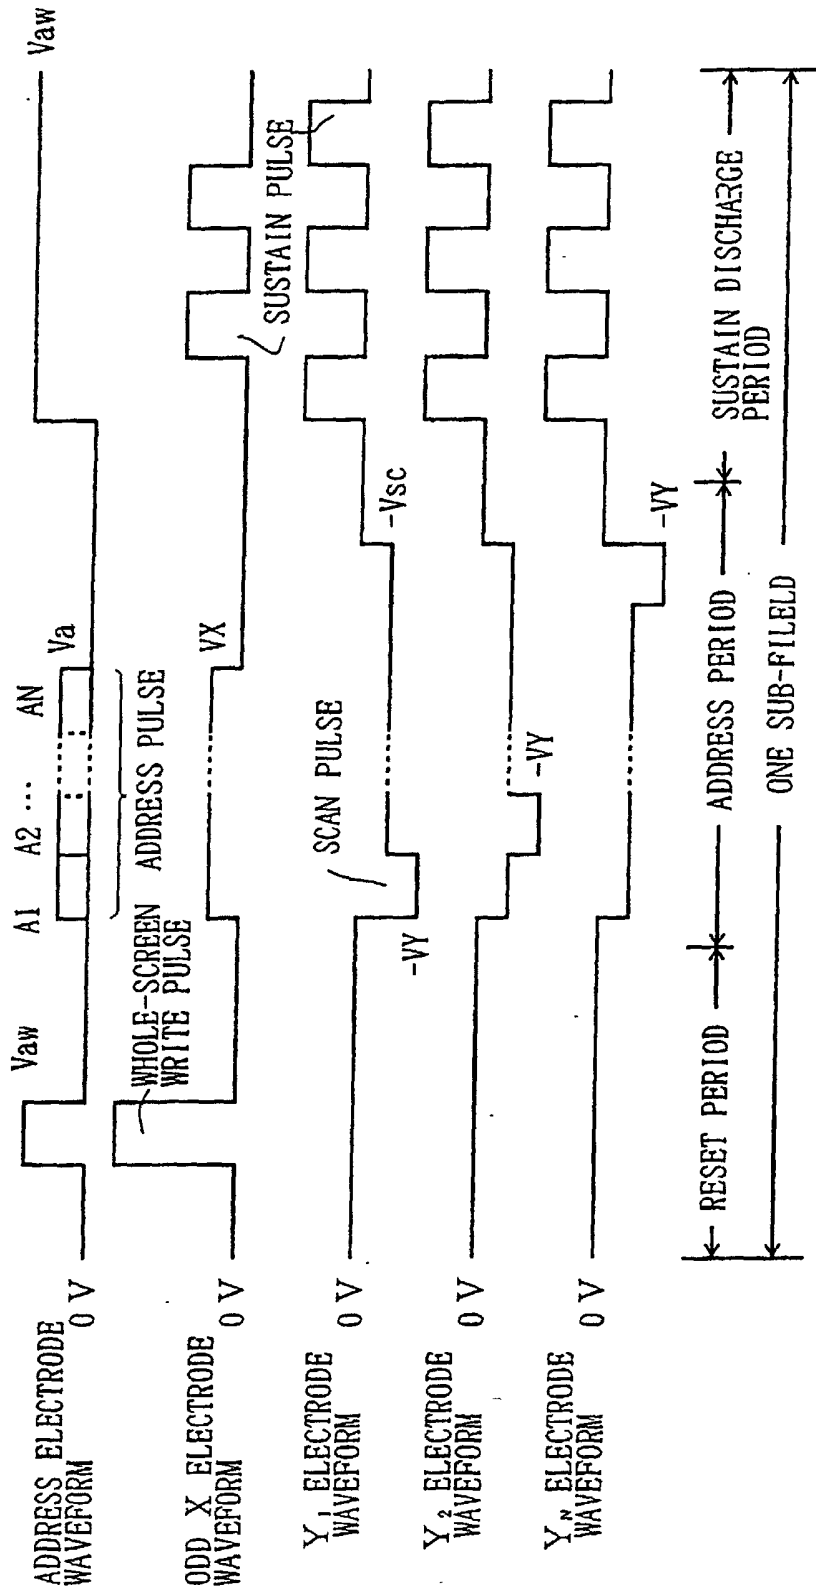 ADDRESS ELECTRODE
WAVEFORM
0 V
Vaw
A1
A2
...
AN
Va
Vaw
WHOLE-SCREEN
WRITE PULSE
ADDRESS PULSE
ODD X ELECTRODE
WAVEFORM
0 V
VX
SUSTAIN PULSE
Y1 ELECTRODE
WAVEFORM
0 V
-VY
SCAN PULSE
-Vsc
Y2 ELECTRODE
WAVEFORM
0 V
-VY
YN ELECTRODE
WAVEFORM
0 V
-VY
RESET PERIOD
ADDRESS PERIOD
SUSTAIN DISCHARGE
PERIOD
ONE SUB-FILELD